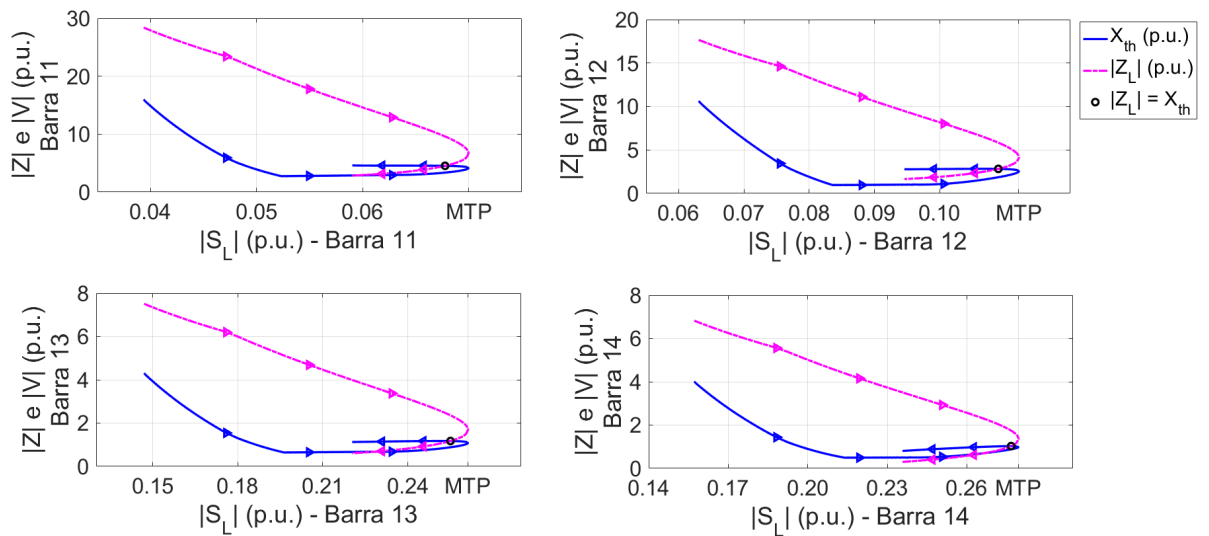 |Z| e |V| (p.u.)
Barra 11
30
20
10
0
0.04
0.05
0.06
MTP
|S_L| (p.u.) - Barra 11
|Z| e |V| (p.u.)
Barra 12
20
15
10
5
0
0.06
0.07
0.08
0.09
0.10
MTP
|S_L| (p.u.) - Barra 12
X_th (p.u.)
|Z_L| (p.u.)
|Z_L| = X_th
|Z| e |V| (p.u.)
Barra 13
8
6
4
2
0
0.15
0.18
0.21
0.24
MTP
|S_L| (p.u.) - Barra 13
|Z| e |V| (p.u.)
Barra 14
8
6
4
2
0
0.14
0.17
0.20
0.23
0.26
MTP
|S_L| (p.u.) - Barra 14